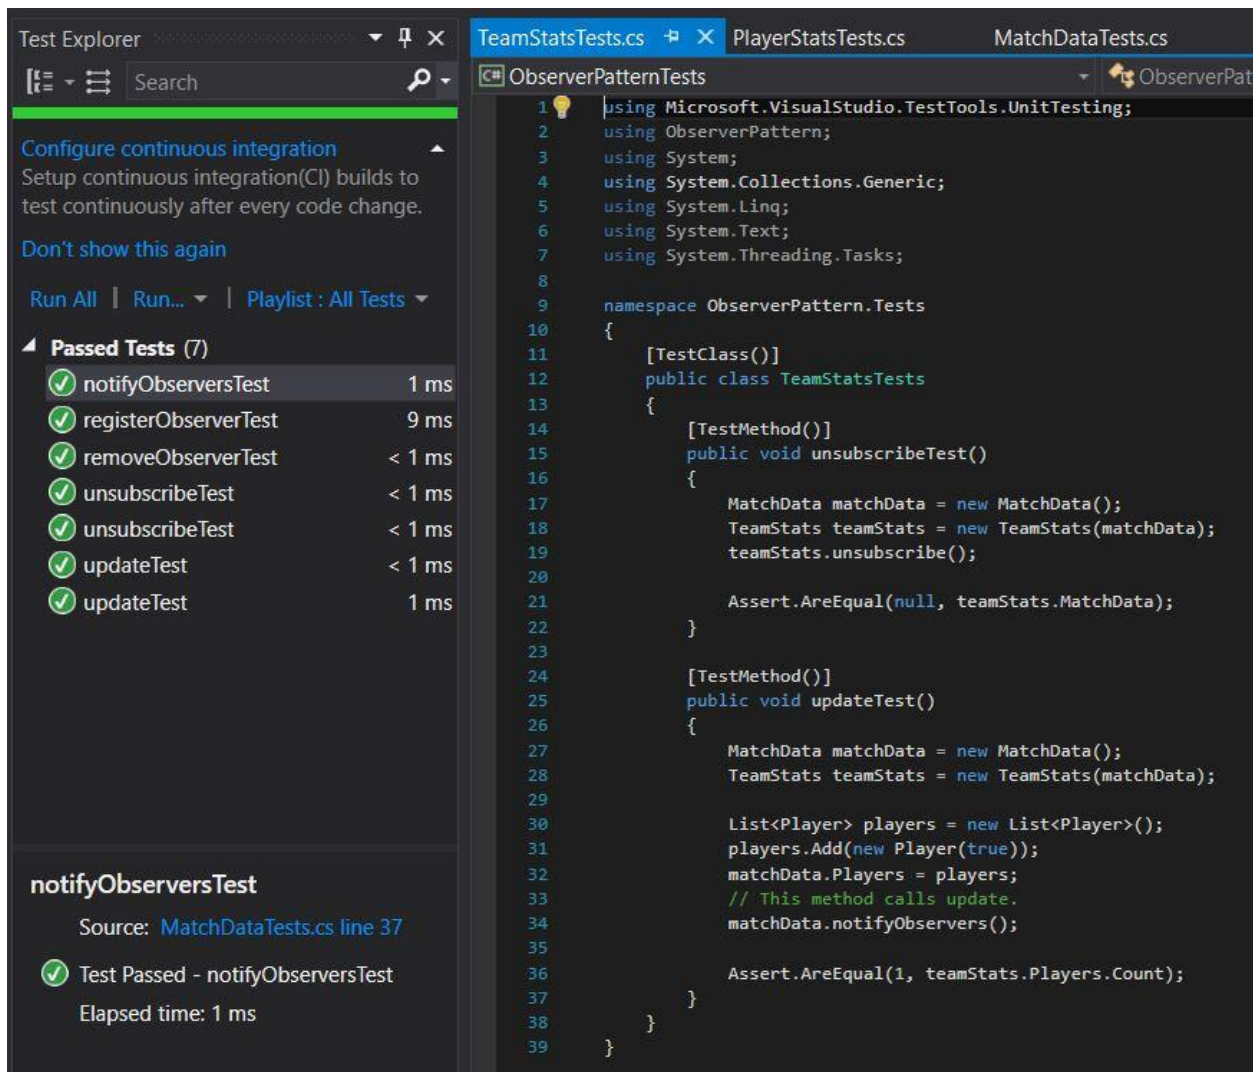 Test Explorer
Search
Configure continuous integration
Setup continuous integration(CI) builds to
test continuously after every code change.
Don't show this again
Run All | Run... | Playlist : All Tests
Passed Tests (7)
notifyObserversTest 1 ms
registerObserverTest 9 ms
removeObserverTest < 1 ms
unsubscribeTest < 1 ms
unsubscribeTest < 1 ms
updateTest < 1 ms
updateTest 1 ms
notifyObserversTest
Source: MatchDataTests.cs line 37
Test Passed - notifyObserversTest
Elapsed time: 1 ms
TeamStatsTests.cs PlayerStatsTests.cs MatchDataTests.cs
C# ObserverPatternTests ObserverPat
1 using Microsoft.VisualStudio.TestTools.UnitTesting;
2 using ObserverPattern;
3 using System;
4 using System.Collections.Generic;
5 using System.Linq;
6 using System.Text;
7 using System.Threading.Tasks;
8
9 namespace ObserverPattern.Tests
10 {
11 [TestClass()]
12 public class TeamStatsTests
13 {
14 [TestMethod()]
15 public void unsubscribeTest()
16 {
17 MatchData matchData = new MatchData();
18 TeamStats teamStats = new TeamStats(matchData);
19 teamStats.unsubscribe();
20
21 Assert.AreEqual(null, teamStats.MatchData);
22 }
23
24 [TestMethod()]
25 public void updateTest()
26 {
27 MatchData matchData = new MatchData();
28 TeamStats teamStats = new TeamStats(matchData);
29
30 List<Player> players = new List<Player>();
31 players.Add(new Player(true));
32 matchData.Players = players;
33 // This method calls update.
34 matchData.notifyObservers();
35
36 Assert.AreEqual(1, teamStats.Players.Count);
37 }
38 }
39 }